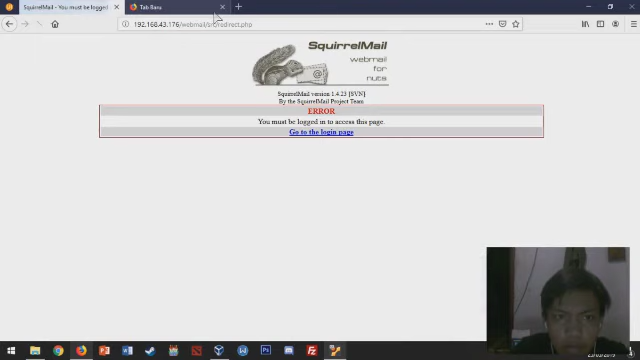 SquirrelMail - You must be logged
Tab Baru
192.168.43.176/webmail/src/redirect.php
SquirrelMail
webmail
for
nuts
SquirrelMail version 1.4.23 [SVN]
By the SquirrelMail Project Team
ERROR
You must be logged in to access this page.
Go to the login page